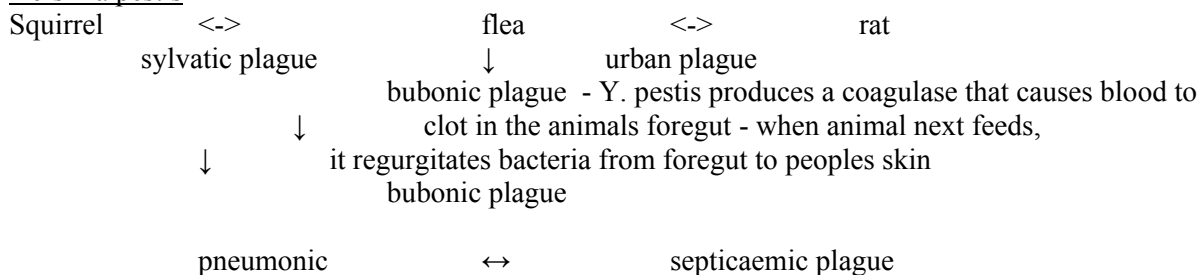 Squirrel <-> flea <-> rat
sylvatic plague ↓ urban plague
bubonic plague - Y. pestis produces a coagulase that causes blood to
↓ clot in the animals foregut - when animal next feeds,
↓ it regurgitates bacteria from foregut to peoples skin
bubonic plague
pneumonic ↔ septicaemic plague